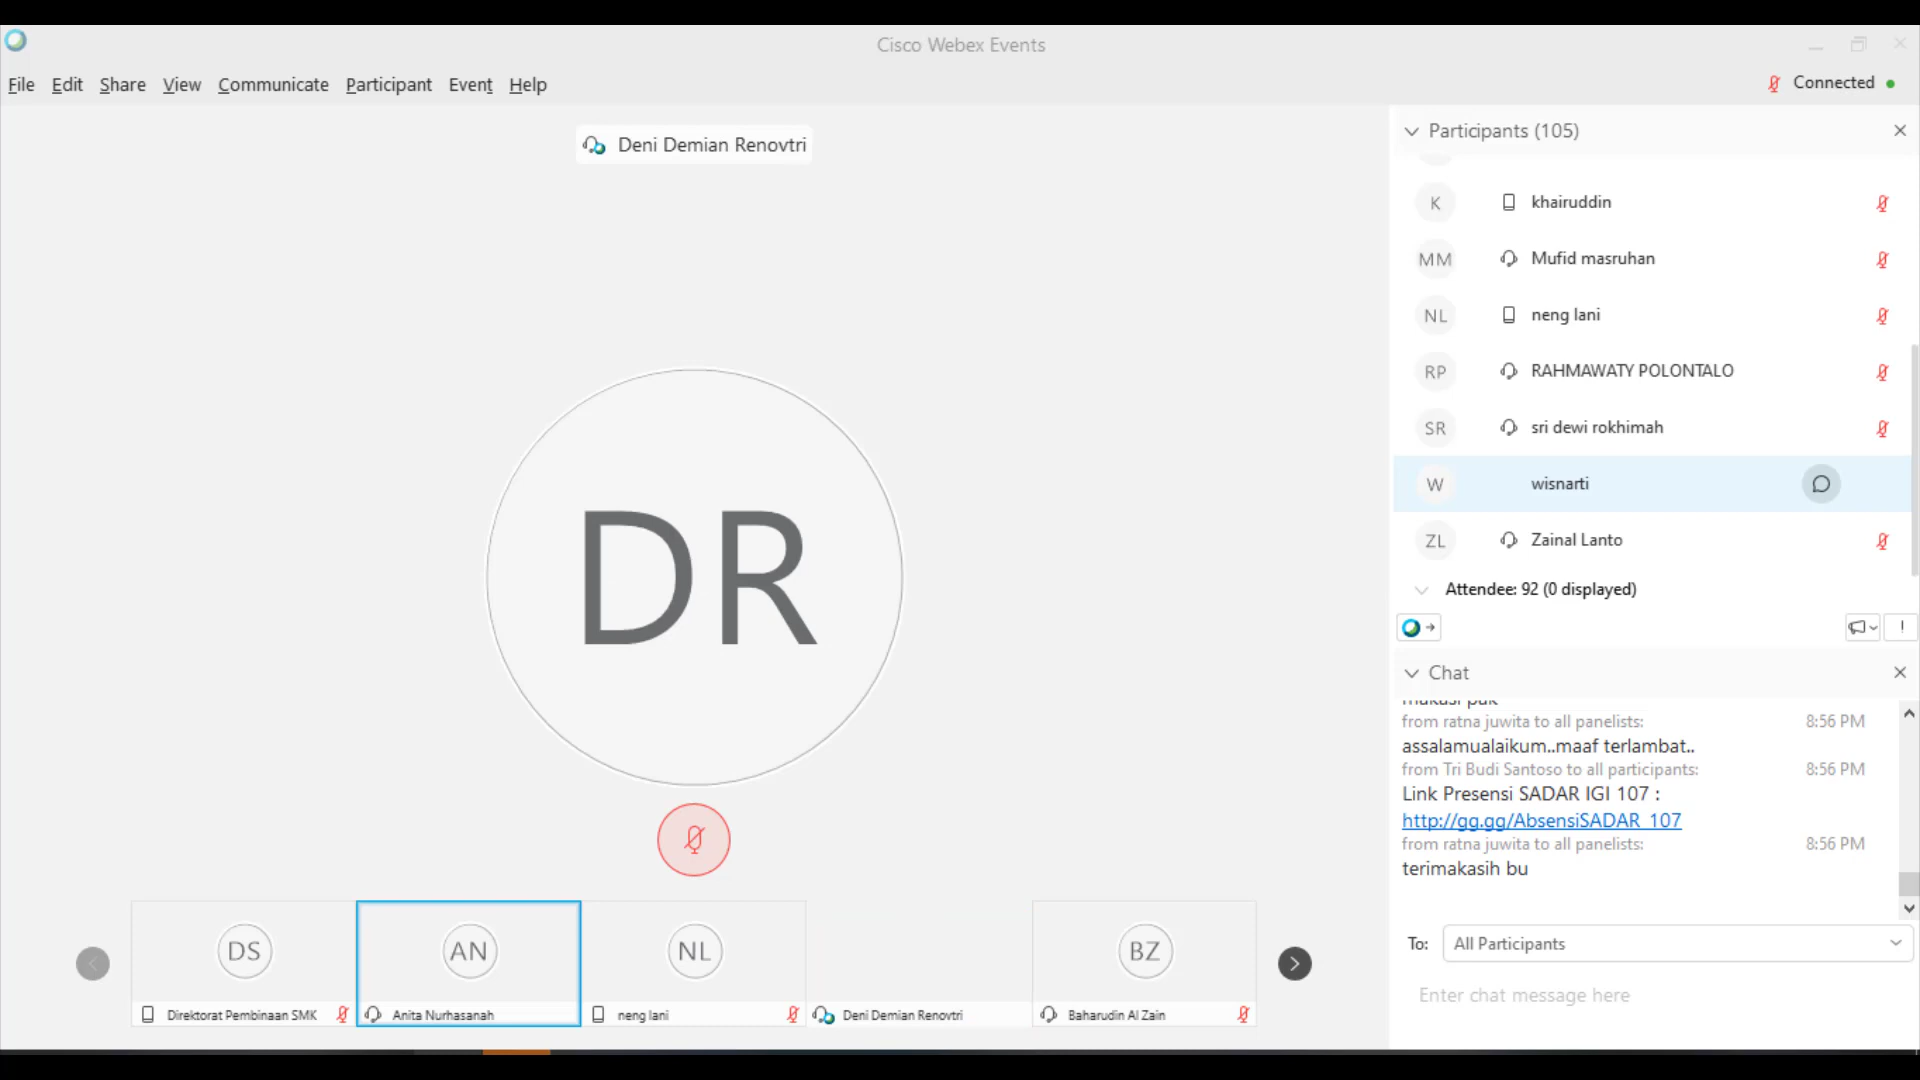 Cisco Webex Events
File Edit Share View Communicate Participant Event Help
Connected
Deni Demian Renovtri
DR
DS
Direktorat Pembinaan SMK
AN
Anita Nurhasanah
NL
neng lani
Deni Demian Renovtri
BZ
Baharudin Al Zain
Participants (105)
K khairuddin
MM Mufid masruhan
NL neng lani
RP RAHMAWATY POLONTALO
SR sri dewi rokhimah
W wisnarti
ZL Zainal Lanto
Attendee: 92 (0 displayed)
Chat
makasi pak
from ratna juwita to all panelists: 8:56 PM
assalamualaikum..maaf terlambat..
from Tri Budi Santoso to all participants: 8:56 PM
Link Presensi SADAR IGI 107 :
http://gg.gg/AbsensiSADAR_107
from ratna juwita to all panelists: 8:56 PM
terimakasih bu
To: All Participants
Enter chat message here